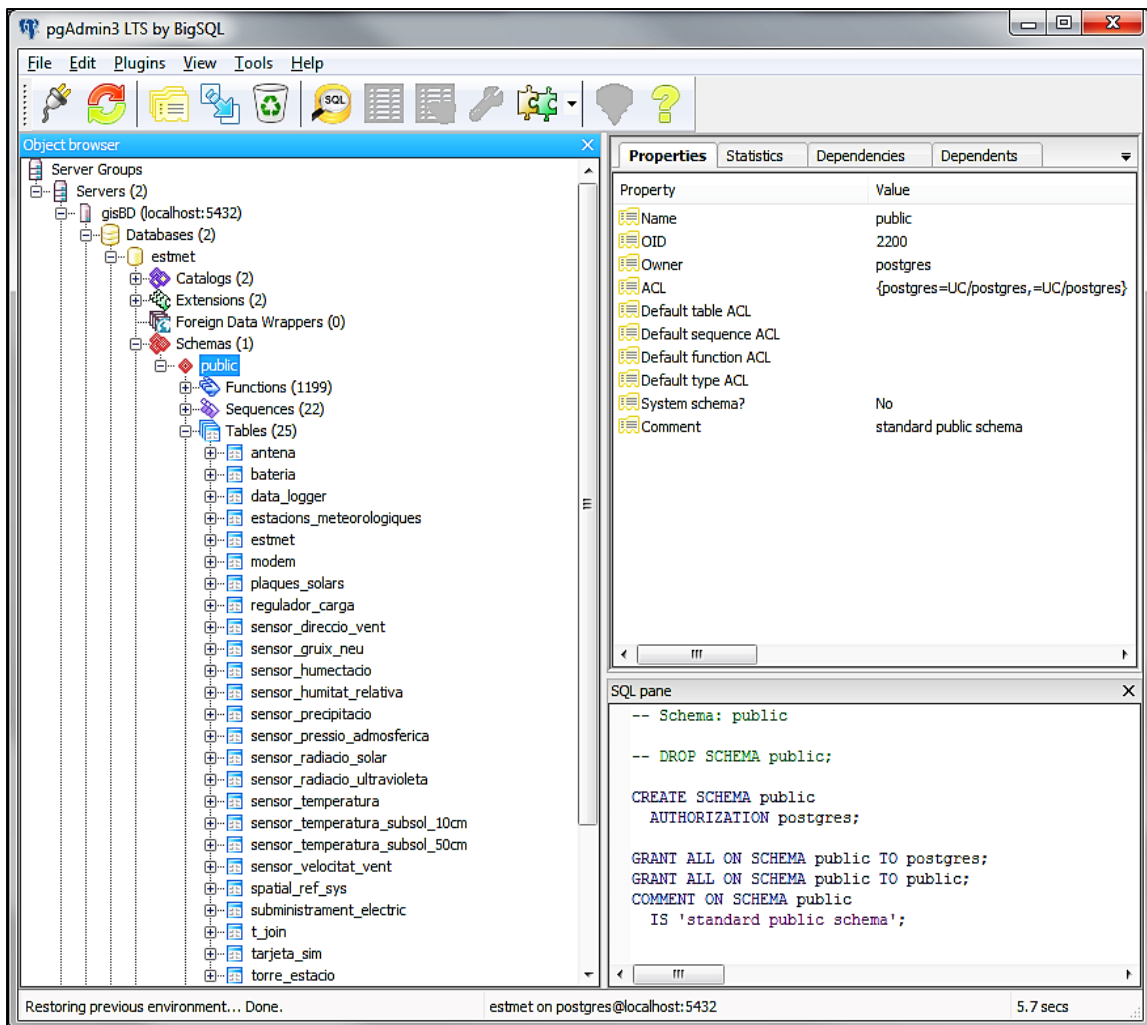 pgAdmin3 LTS by BigSQL
File Edit Plugins View Tools Help
SQL
Object browser
Server Groups
Servers (2)
gisBD (localhost:5432)
Databases (2)
estmet
Catalogs (2)
Extensions (2)
Foreign Data Wrappers (0)
Schemas (1)
public
Functions (1199)
Sequences (22)
Tables (25)
antena
bateria
data_logger
estacions_meteorologiques
estmet
modem
plaques_solars
regulador_carga
sensor_direccio_vent
sensor_gruix_neu
sensor_humectacio
sensor_humitat_relativa
sensor_precipitacio
sensor_pressio_admosferica
sensor_radiacio_solar
sensor_radiacio_ultravioleta
sensor_temperatura
sensor_temperatura_subsol_10cm
sensor_temperatura_subsol_50cm
sensor_velocitat_vent
spatial_ref_sys
subministrament_electric
t_join
tarjeta_sim
torre_estacio
Properties Statistics Dependencies Dependents
Property Value
Name public
OID 2200
Owner postgres
ACL {postgres=UC/postgres,=UC/postgres}
Default table ACL
Default sequence ACL
Default function ACL
Default type ACL
System schema? No
Comment standard public schema
SQL pane
-- Schema: public
-- DROP SCHEMA public;
CREATE SCHEMA public
AUTHORIZATION postgres;
GRANT ALL ON SCHEMA public TO postgres;
GRANT ALL ON SCHEMA public TO public;
COMMENT ON SCHEMA public
IS 'standard public schema';
Restoring previous environment... Done. estmet on postgres@localhost:5432 5.7 secs